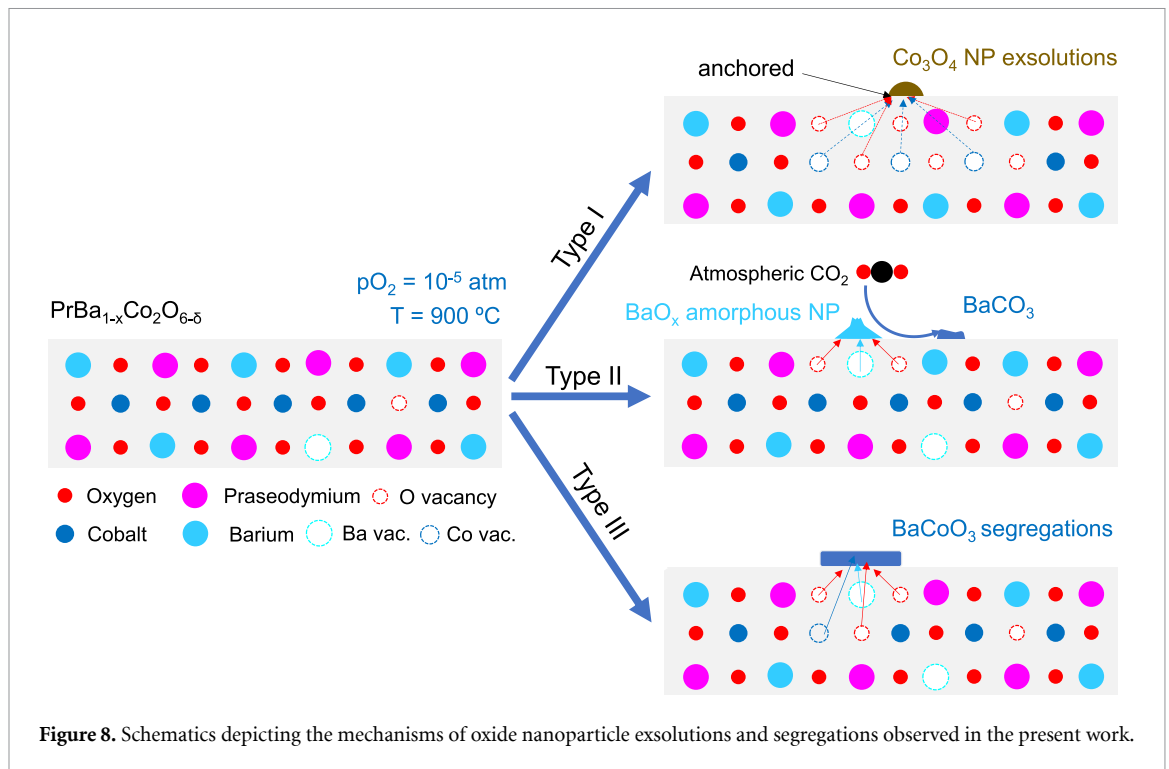 Co₃O₄ NP exsolutions
anchored
Type I
Atmospheric CO₂
pO₂ = 10⁻⁵ atm
T = 900 ºC
PrBa₁₋ₓCo₂O₆₋δ
BaOₓ amorphous NP
BaCO₃
Type II
Oxygen
Praseodymium
O vacancy
Cobalt
Barium
Ba vac.
Co vac.
Type III
BaCoO₃ segregations
Figure 8. Schematics depicting the mechanisms of oxide nanoparticle exsolutions and segregations observed in the present work.